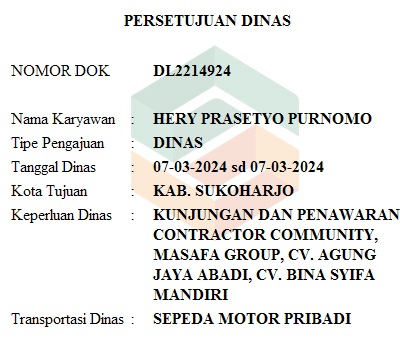 PERSETUJUAN DINAS
NOMOR DOK DL2214924
Nama Karyawan : HERY PRASETYO PURNOMO
Tipe Pengajuan : DINAS
Tanggal Dinas : 07-03-2024 sd 07-03-2024
Kota Tujuan : KAB. SUKOHARJO
Keperluan Dinas : KUNJUNGAN DAN PENAWARAN
CONTRACTOR COMMUNITY,
MASAFA GROUP, CV. AGUNG
JAYA ABADI, CV. BINA SYIFA
MANDIRI
Transportasi Dinas : SEPEDA MOTOR PRIBADI